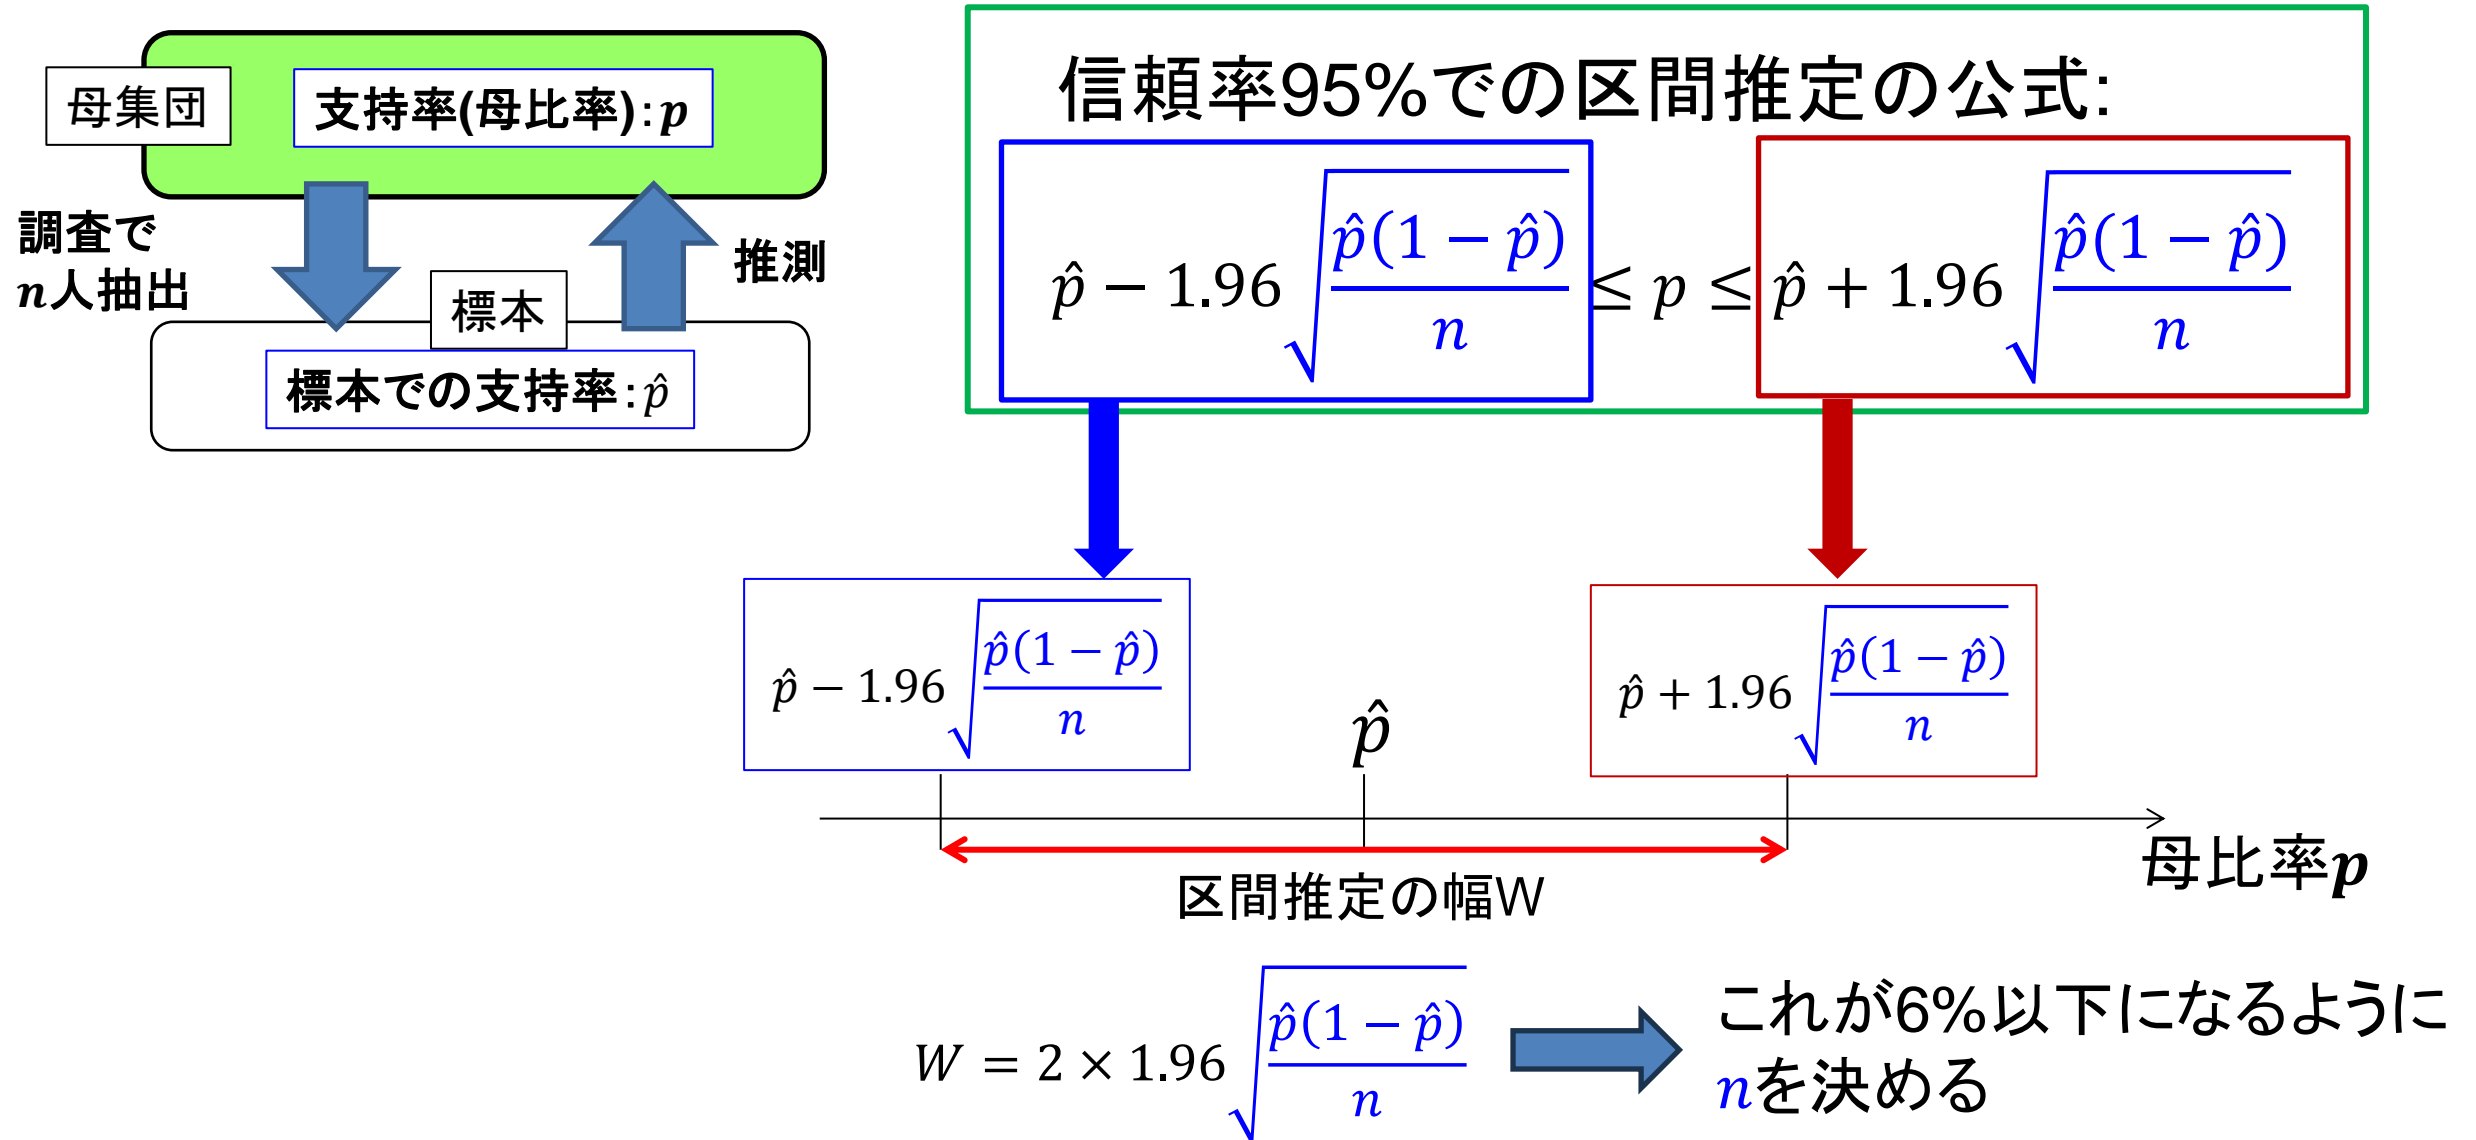 母集団
支持率(母比率):p
調査で
n人抽出
推測
標本
標本での支持率:p̂
信頼率95%での区間推定の公式:
p̂ − 1.96√(p̂(1 − p̂)/n) ≤ p ≤ p̂ + 1.96√(p̂(1 − p̂)/n)
p̂ − 1.96√(p̂(1 − p̂)/n)
p̂
p̂ + 1.96√(p̂(1 − p̂)/n)
母比率p
区間推定の幅W
W = 2 × 1.96√(p̂(1 − p̂)/n)
これが6%以下になるように
nを決める